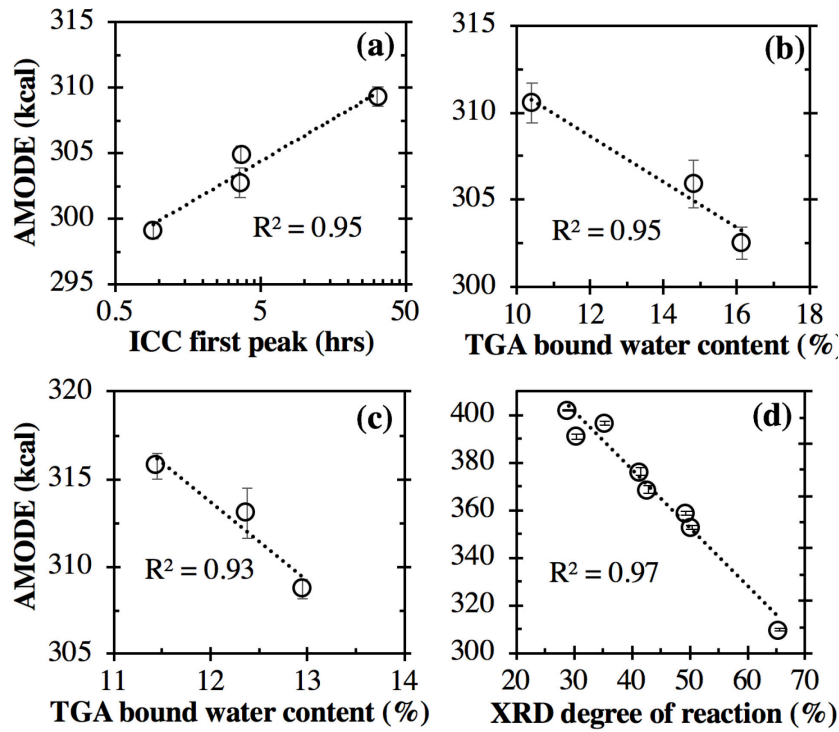 315
310
305
300
295
AMODE (kcal)
(a)
R² = 0.95
0.5
5
50
ICC first peak (hrs)
315
310
305
300
(b)
R² = 0.95
10
12
14
16
18
TGA bound water content (%)
320
315
310
305
AMODE (kcal)
(c)
R² = 0.93
11
12
13
14
TGA bound water content (%)
400
380
360
350
330
310
300
(d)
R² = 0.97
20
30
40
50
60
70
XRD degree of reaction (%)